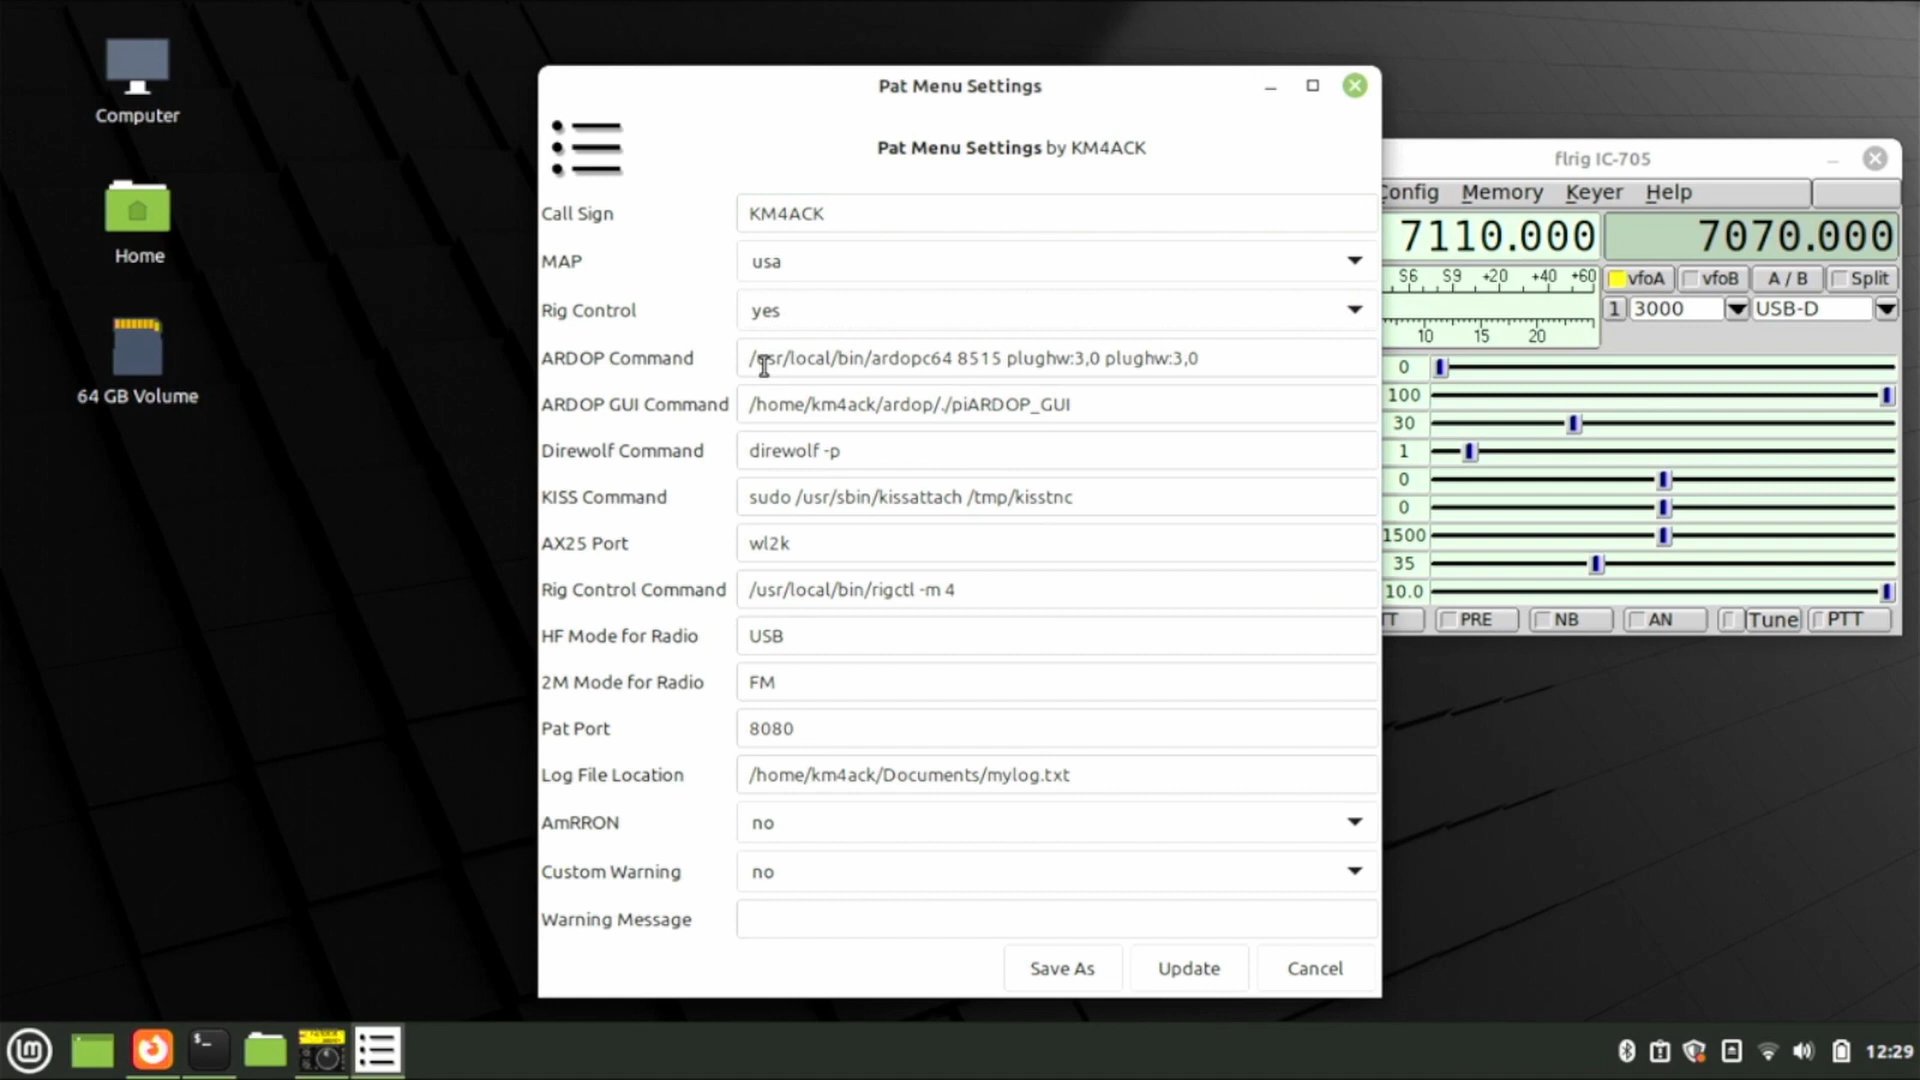 Computer
Home
64 GB Volume
Pat Menu Settings
Pat Menu Settings by KM4ACK
Call Sign KM4ACK
MAP usa
Rig Control yes
ARDOP Command /usr/local/bin/ardopc64 8515 plughw:3,0 plughw:3,0
ARDOP GUI Command /home/km4ack/ardop/./piARDOP_GUI
Direwolf Command direwolf -p
KISS Command sudo /usr/sbin/kissattach /tmp/kisstnc
AX25 Port wl2k
Rig Control Command /usr/local/bin/rigctl -m 4
HF Mode for Radio USB
2M Mode for Radio FM
Pat Port 8080
Log File Location /home/km4ack/Documents/mylog.txt
AmRRON no
Custom Warning no
Warning Message
Save As Update Cancel
flrig IC-705
Config Memory Keyer Help
7110.000 7070.000
S6 S9 +20 +40 +60
vfoA vfoB A / B Split
1 3000 USB-D
10 15 20
0
100
30
1
0
0
1500
35
10.0
PRE NB AN Tune PTT
12:29